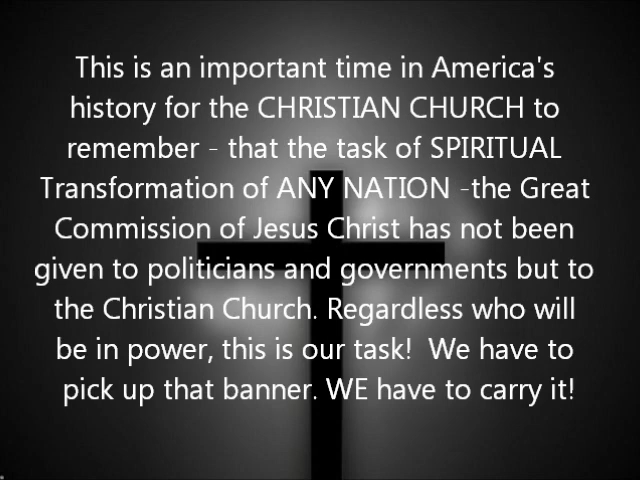 This is an important time in America's
history for the CHRISTIAN CHURCH to
remember - that the task of SPIRITUAL
Transformation of ANY NATION -the Great
Commission of Jesus Christ has not been
given to politicians and governments but to
the Christian Church. Regardless who will
be in power, this is our task!  We have to
pick up that banner. WE have to carry it!